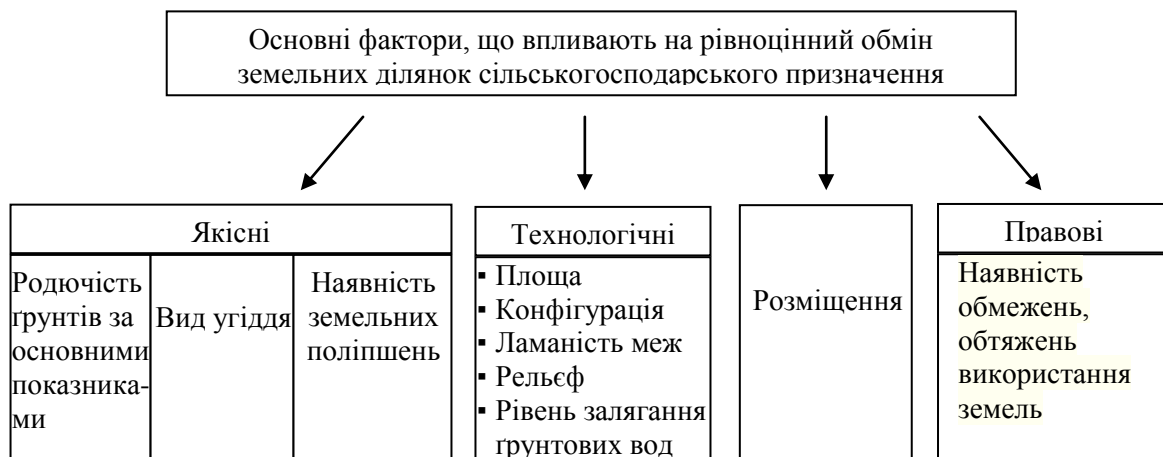 Основні фактори, що впливають на рівноцінний обмін
земельних ділянок сільськогосподарського призначення
Якісні
Родючість
ґрунтів за
основними
показника-
ми
Вид угіддя
Наявність
земельних
поліпшень
Технологічні
▪ Площа
▪ Конфігурація
▪ Ламаність меж
▪ Рельєф
▪ Рівень залягання
ґрунтових вод
Розміщення
Правові
Наявність
обмежень,
обтяжень
використання
земель